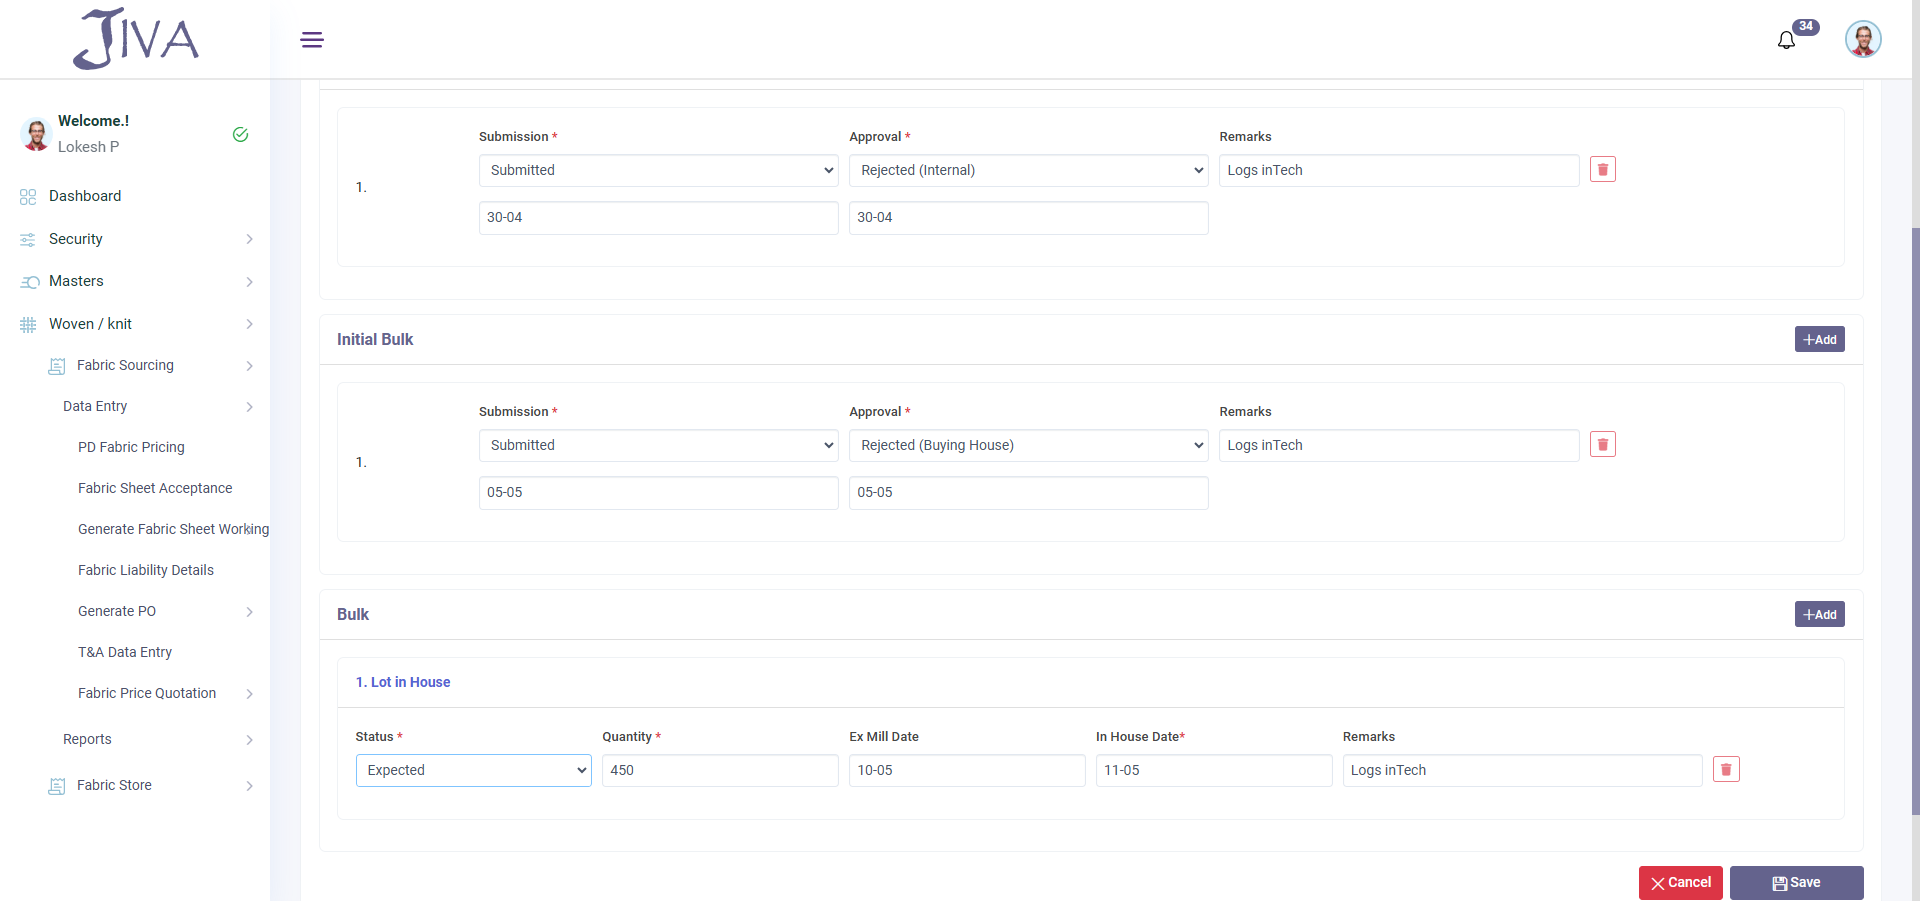 JIVA
34
Welcome.!
Lokesh P
Dashboard
Security
Masters
Woven / knit
Fabric Sourcing
Data Entry
PD Fabric Pricing
Fabric Sheet Acceptance
Generate Fabric Sheet Working
Fabric Liability Details
Generate PO
T&A Data Entry
Fabric Price Quotation
Reports
Fabric Store
Submission * Approval * Remarks
1. Submitted Rejected (Internal) Logs inTech
30-04 30-04
Initial Bulk +Add
Submission * Approval * Remarks
1. Submitted Rejected (Buying House) Logs inTech
05-05 05-05
Bulk +Add
1. Lot in House
Status * Quantity * Ex Mill Date In House Date* Remarks
Expected 450 10-05 11-05 Logs inTech
Cancel Save